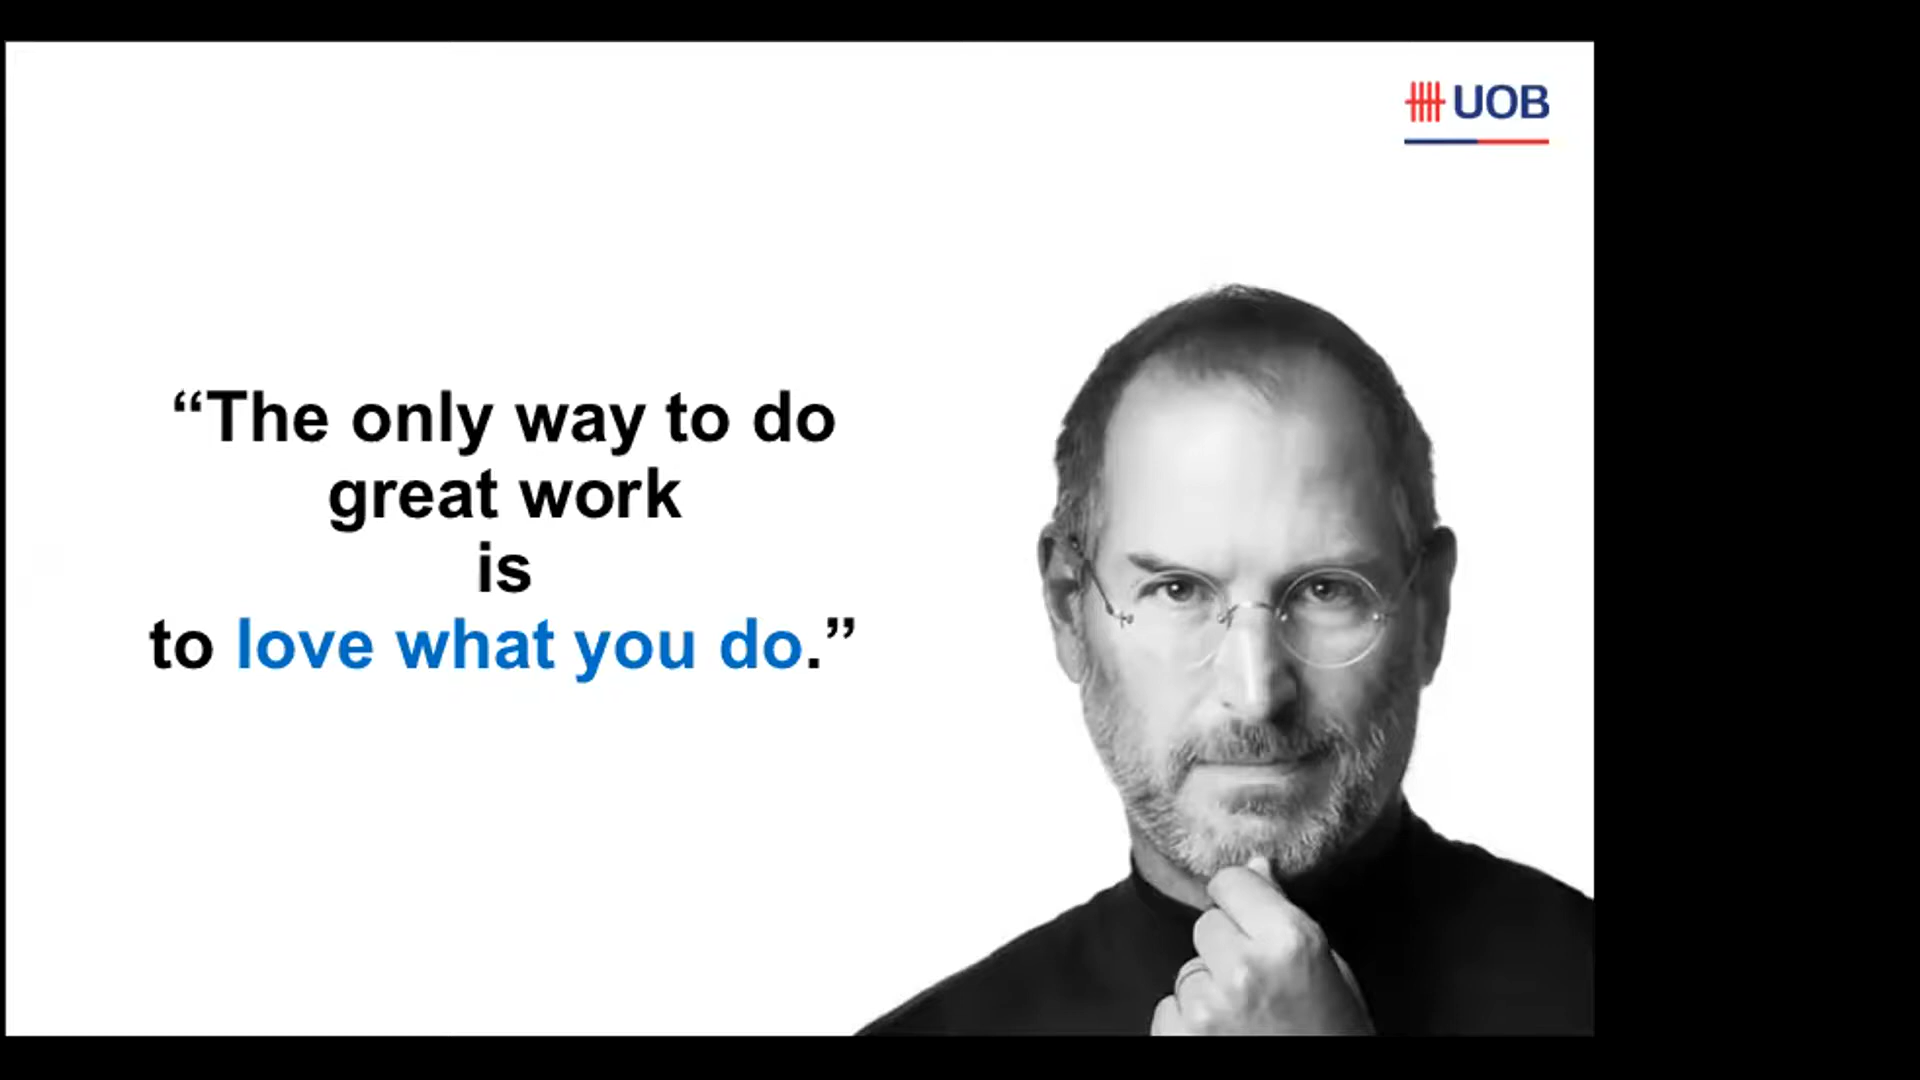 UOB
“The only way to do
great work
is
to love what you do.”